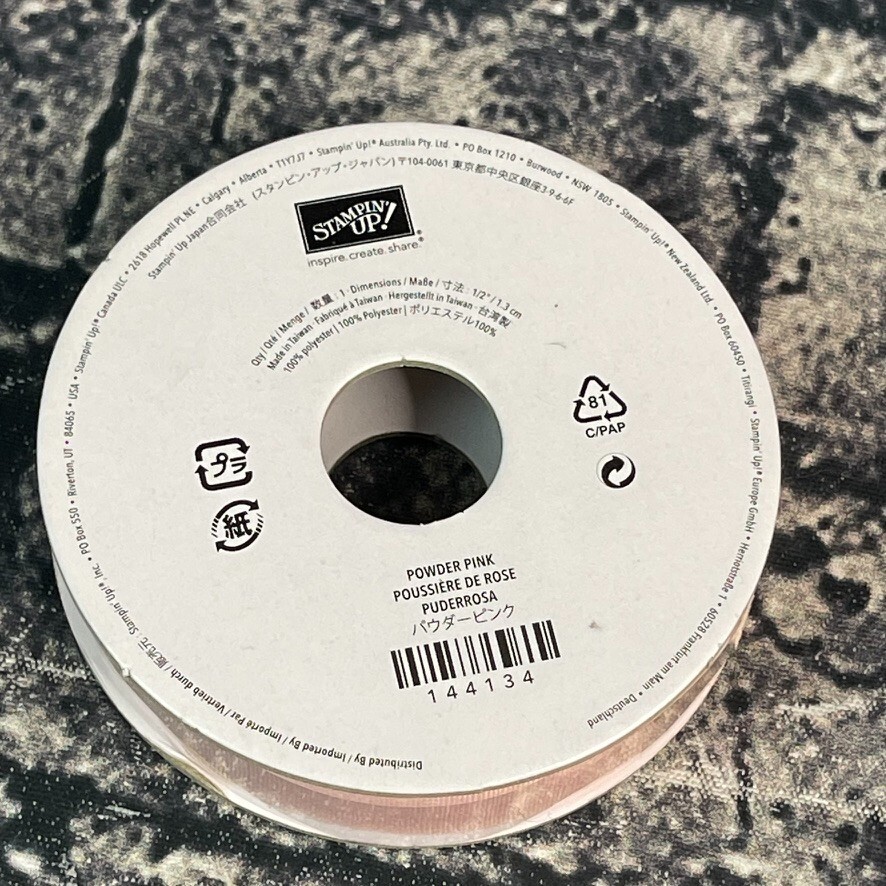 Distributed By / Imported By / Importé Par / Vertrieb durch / 販売元 Stampin' Up!®, Inc. • PO Box 550 • Riverton, UT • 84065 • USA • Stampin' Up!® Canada ULC • 2618 Hopewell Pl NE • Calgary • Alberta • T1Y7J7 • Stampin' Up!® Australia Pty. Ltd. • PO Box 1210 • Burwood • NSW 1805 • Stampin' Up!® New Zealand Ltd. • PO Box 60450 • Titirangi • Stampin' Up!® Europe GmbH • Herriotstraße 1 • 60528 Frankfurt am Main • Deutschland
Stampin' Up Japan合同会社 (スタンピン・アップ・ジャパン) 〒104-0061 東京都中央区銀座3-9-6-6F
STAMPIN' UP!®
inspire. create. share.
Qty / Qté / Menge / 数量 : 1 · Dimensions / Maße / 寸法 : 1/2" / 1.3 cm
Made in Taiwan · Fabriqué à Taiwan · Hergestellt in Taiwan · 台湾製
100% polyester | 100% Polyester | ポリエステル100%
81
C/PAP
プラ
紙
POWDER PINK
POUSSIÈRE DE ROSE
PUDERROSA
パウダーピンク
144134